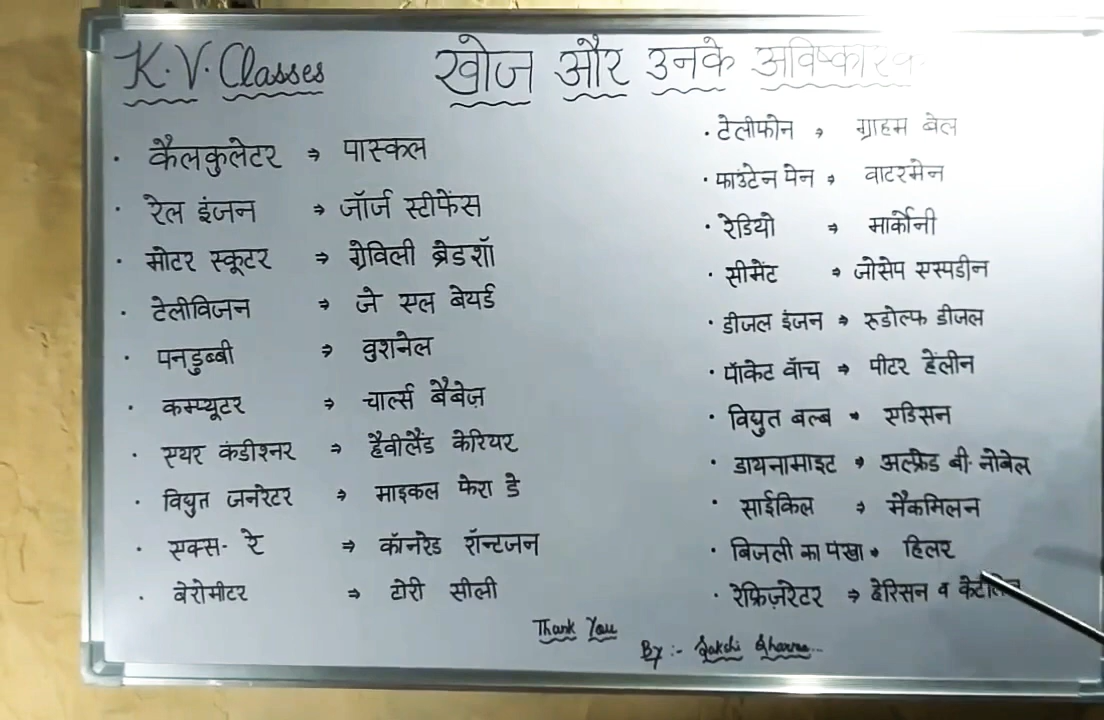 K. V. Classes
खोज और उनके अविष्कारक
• कैलकुलेटर ⇒ पास्कल
• रेल इंजन ⇒ जॉर्ज स्टीफेंस
• मोटर स्कूटर ⇒ ग्रेविली ब्रेडशॉ
• टेलीविजन ⇒ जे एल बेयर्ड
• पनडुब्बी ⇒ वुशनेल
• कम्प्यूटर ⇒ चार्ल्स बैबेज़
• एयर कंडीश्नर ⇒ हैवीलैंड केरियर
• विद्युत जनरेटर ⇒ माइकल फेरा डे
• एक्स- रे ⇒ कॉनरेड रॉन्टजन
• बेरोमीटर ⇒ टोरी सीली
• टेलीफोन ⇒ ग्राहम बेल
• फाउंटेन पेन ⇒ वाटरमेन
• रेडियो ⇒ मार्कोनी
• सीमेंट ⇒ जोसेप एस्पडीन
• डीजल इंजन ⇒ रुडोल्फ डीजल
• पॉकेट वॉच ⇒ पीटर हेंलीन
• विद्युत बल्ब ⇒ एडिसन
• डायनामाइट ⇒ अल्फ्रेड बी. नोबेल
• साईकिल ⇒ मैकमिलन
• बिजली का पंखा ⇒ हिलर
• रेफ्रिज़रेटर ⇒ हेरिसन व
Thank You
By :- Sakshi Sharma...